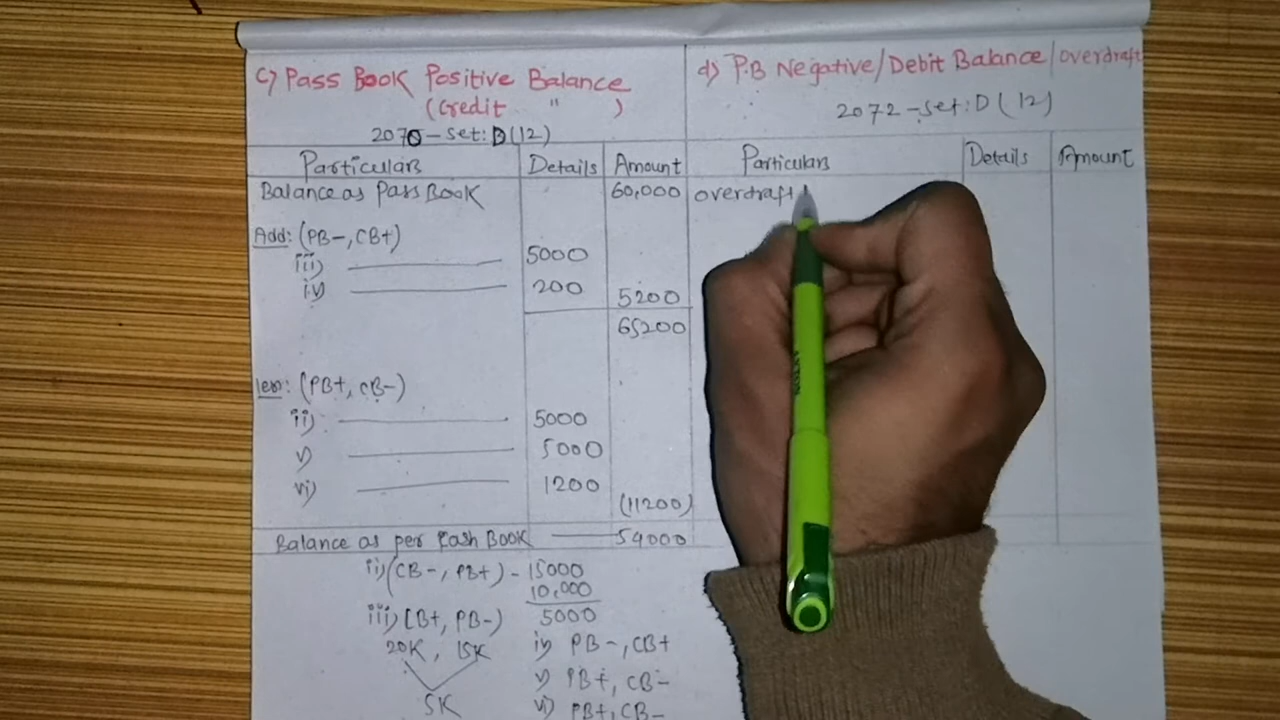 C) Pass Book Positive Balance
(Credit " )
2070 - Set: D (12)
Particulars Details Amount
Balance as Pass Book 60,000
Add: (PB-, CB+)
iii) 5000
iv) 200 5200
65200
less: (PB+, CB-)
ii) 5000
v) 5000
vi) 1200
(11200)
Balance as per Cash Book 54000
ii) (CB-, PB+) - 15000
10,000
iii) CB+, PB-) 5000
20K, 15K
5K
iv) PB-, CB+
v) PB+, CB-
vi) PB+, CB-
d) P.B Negative/Debit Balance/overdraft
2072 - Set: D (12)
Particulars Details Amount
overdraft